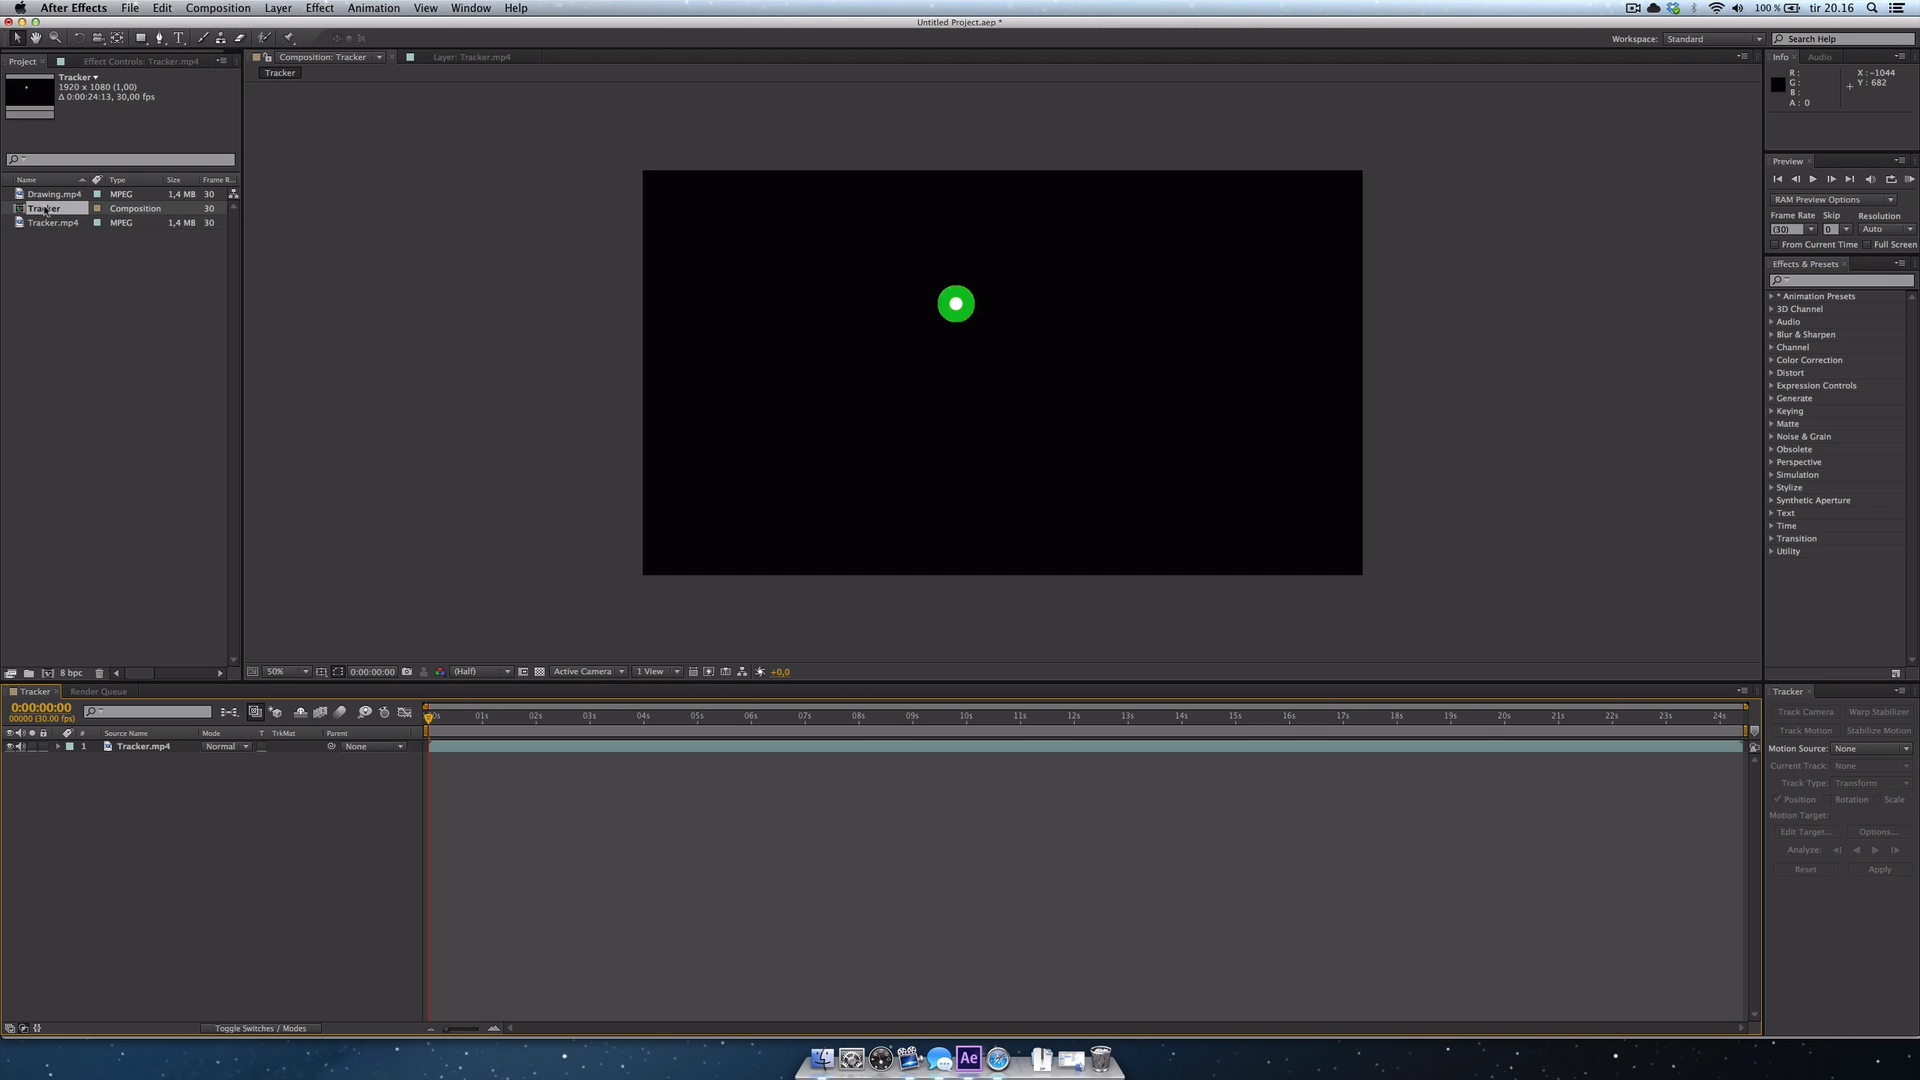 After Effects File Edit Composition Layer Effect Animation View Window Help 100 % tir 20.16
Untitled Project.aep *
Workspace: Standard Search Help
Project Effect Controls: Tracker.mp4 Composition: Tracker Layer: Tracker.mp4 Info Audio
Tracker
Tracker
1920 x 1080 (1,00)
Δ 0:00:24:13, 30,00 fps
R :
G :
B :
A : 0
X : -1044
Y : 682
Preview
RAM Preview Options
Frame Rate Skip Resolution
(30) 0 Auto
From Current Time Full Screen
Name Type Size Frame R...
Drawing.mp4 MPEG 1,4 MB 30
Tracker Composition 30
Tracker.mp4 MPEG 1,4 MB 30
Effects & Presets
* Animation Presets
3D Channel
Audio
Blur & Sharpen
Channel
Color Correction
Distort
Expression Controls
Generate
Keying
Matte
Noise & Grain
Obsolete
Perspective
Simulation
Stylize
Synthetic Aperture
Text
Time
Transition
Utility
8 bpc 50% 0:00:00:00 (Half) Active Camera 1 View +0,0
Tracker Render Queue
0:00:00:00
00000 (30.00 fps)
0s 01s 02s 03s 04s 05s 06s 07s 08s 09s 10s 11s 12s 13s 14s 15s 16s 17s 18s 19s 20s 21s 22s 23s 24s
# Source Name Mode T TrkMat Parent
1 Tracker.mp4 Normal None
Toggle Switches / Modes
Tracker
Track Camera Warp Stabilizer
Track Motion Stabilize Motion
Motion Source: None
Current Track: None
Track Type: Transform
Position Rotation Scale
Motion Target:
Edit Target... Options...
Analyze:
Reset Apply
Ae